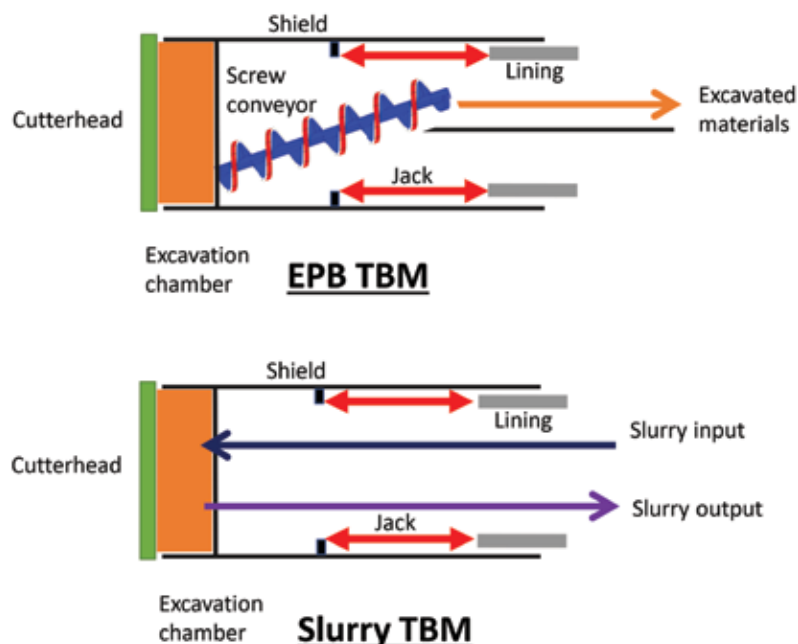 Shield
Screw
conveyor
Lining
Cutterhead
Excavated
materials
Jack
Excavation
chamber
EPB TBM
Shield
Lining
Slurry input
Cutterhead
Slurry output
Jack
Excavation
chamber
Slurry TBM